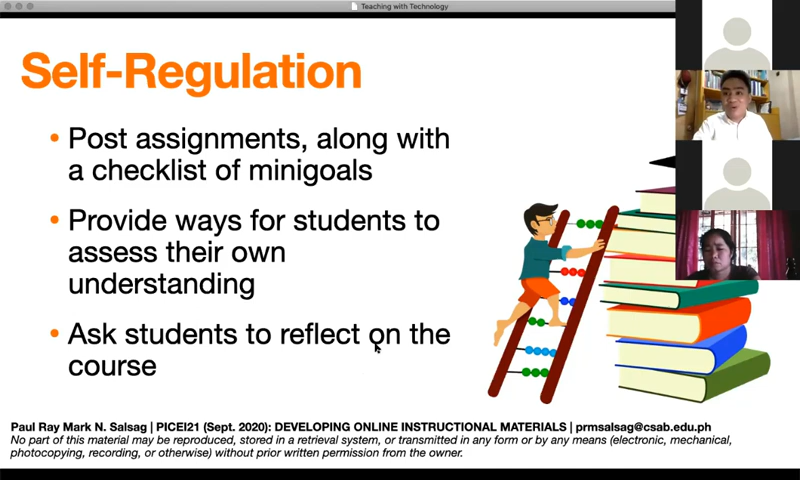 Teaching with Technology
Self-Regulation
• Post assignments, along with
a checklist of minigoals
• Provide ways for students to
assess their own
understanding
• Ask students to reflect on the
course
Paul Ray Mark N. Salsag | PICEI21 (Sept. 2020): DEVELOPING ONLINE INSTRUCTIONAL MATERIALS | prmsalsag@csab.edu.ph
No part of this material may be reproduced, stored in a retrieval system, or transmitted in any form or by any means (electronic, mechanical,
photocopying, recording, or otherwise) without prior written permission from the owner.